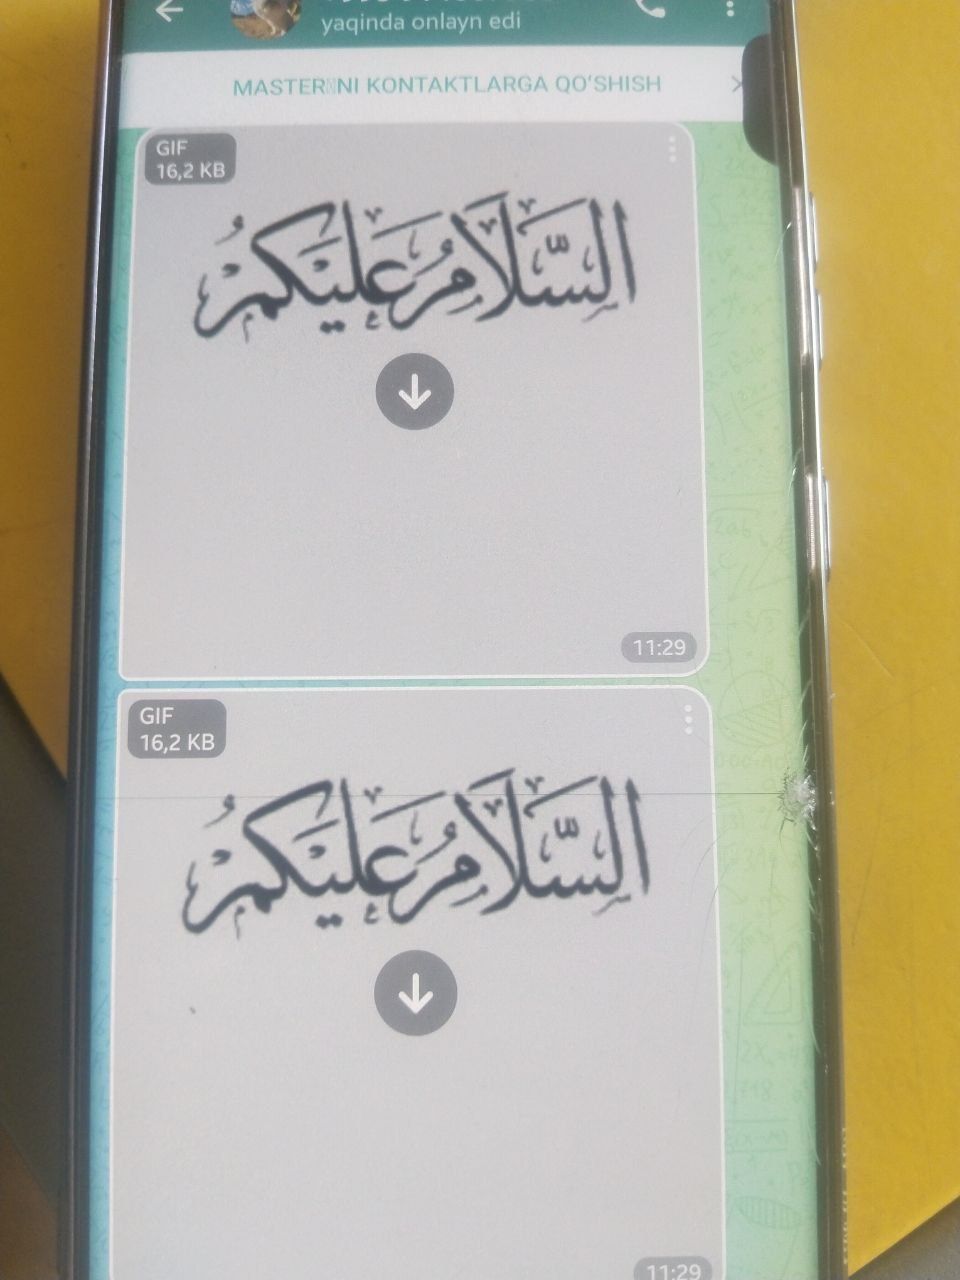 yaqinda onlayn edi
MASTER NI KONTAKTLARGA QO‘SHISH
GIF
16,2 KB
السَّلَامُ عَلَيْكُمْ
11:29
GIF
16,2 KB
السَّلَامُ عَلَيْكُمْ
11:29